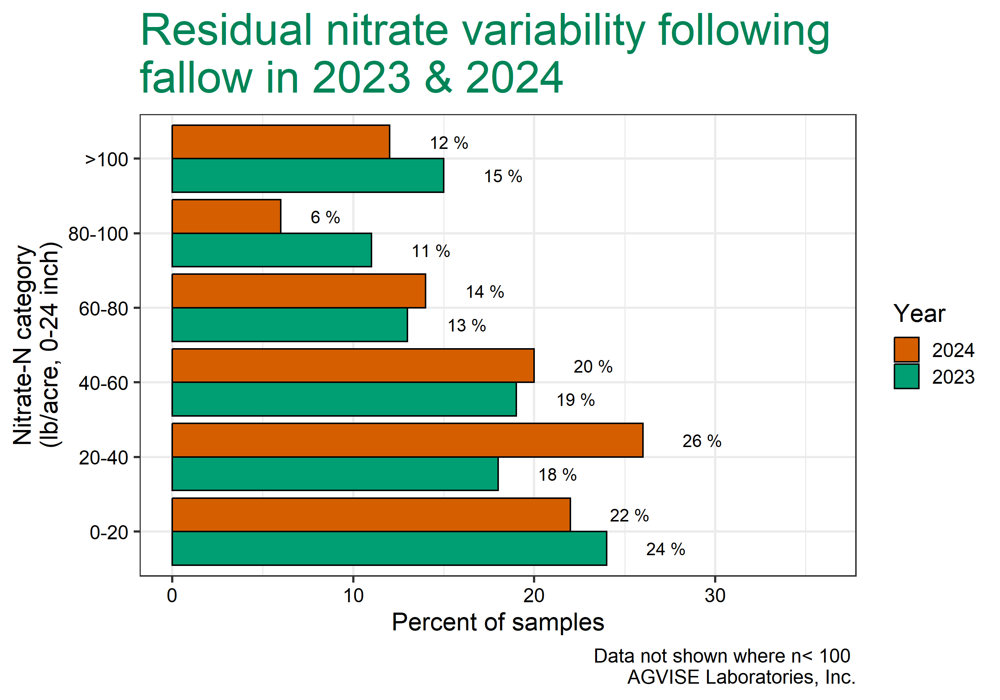 Residual nitrate variability following
fallow in 2023 & 2024
Nitrate-N category
(lb/acre, 0-24 inch)
>100
12 %
15 %
80-100
6 %
11 %
60-80
14 %
13 %
40-60
20 %
19 %
20-40
26 %
18 %
0-20
22 %
24 %
0 10 20 30
Percent of samples
Year
2024
2023
Data not shown where n< 100
AGVISE Laboratories, Inc.